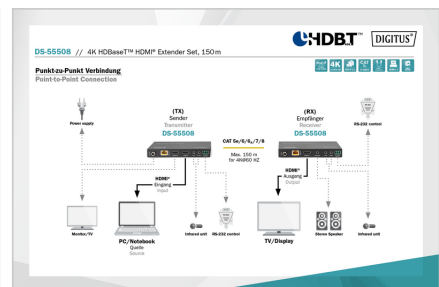 HDBT™
DIGITUS®
DS-55508 // 4K HDBaseT™ HDMI® Extender Set, 150 m
Punkt-zu-Punkt Verbindung
Point-to-Point Connection
4K
CAT
(TX)
Sender
Transmitter
DS-55508
(RX)
Empfänger
Receiver
DS-55508
Power supply
RS-232 control
CAT 5e/6/6A/7/8
Max. 150 m
for 4K@60 HZ
HDMI®
Eingang
Input
HDMI®
Ausgang
Output
Monitor/TV
PC/Notebook
Quelle
Source
Infrared unit
RS-232 control
TV/Display
Stereo Speaker
Infrared unit